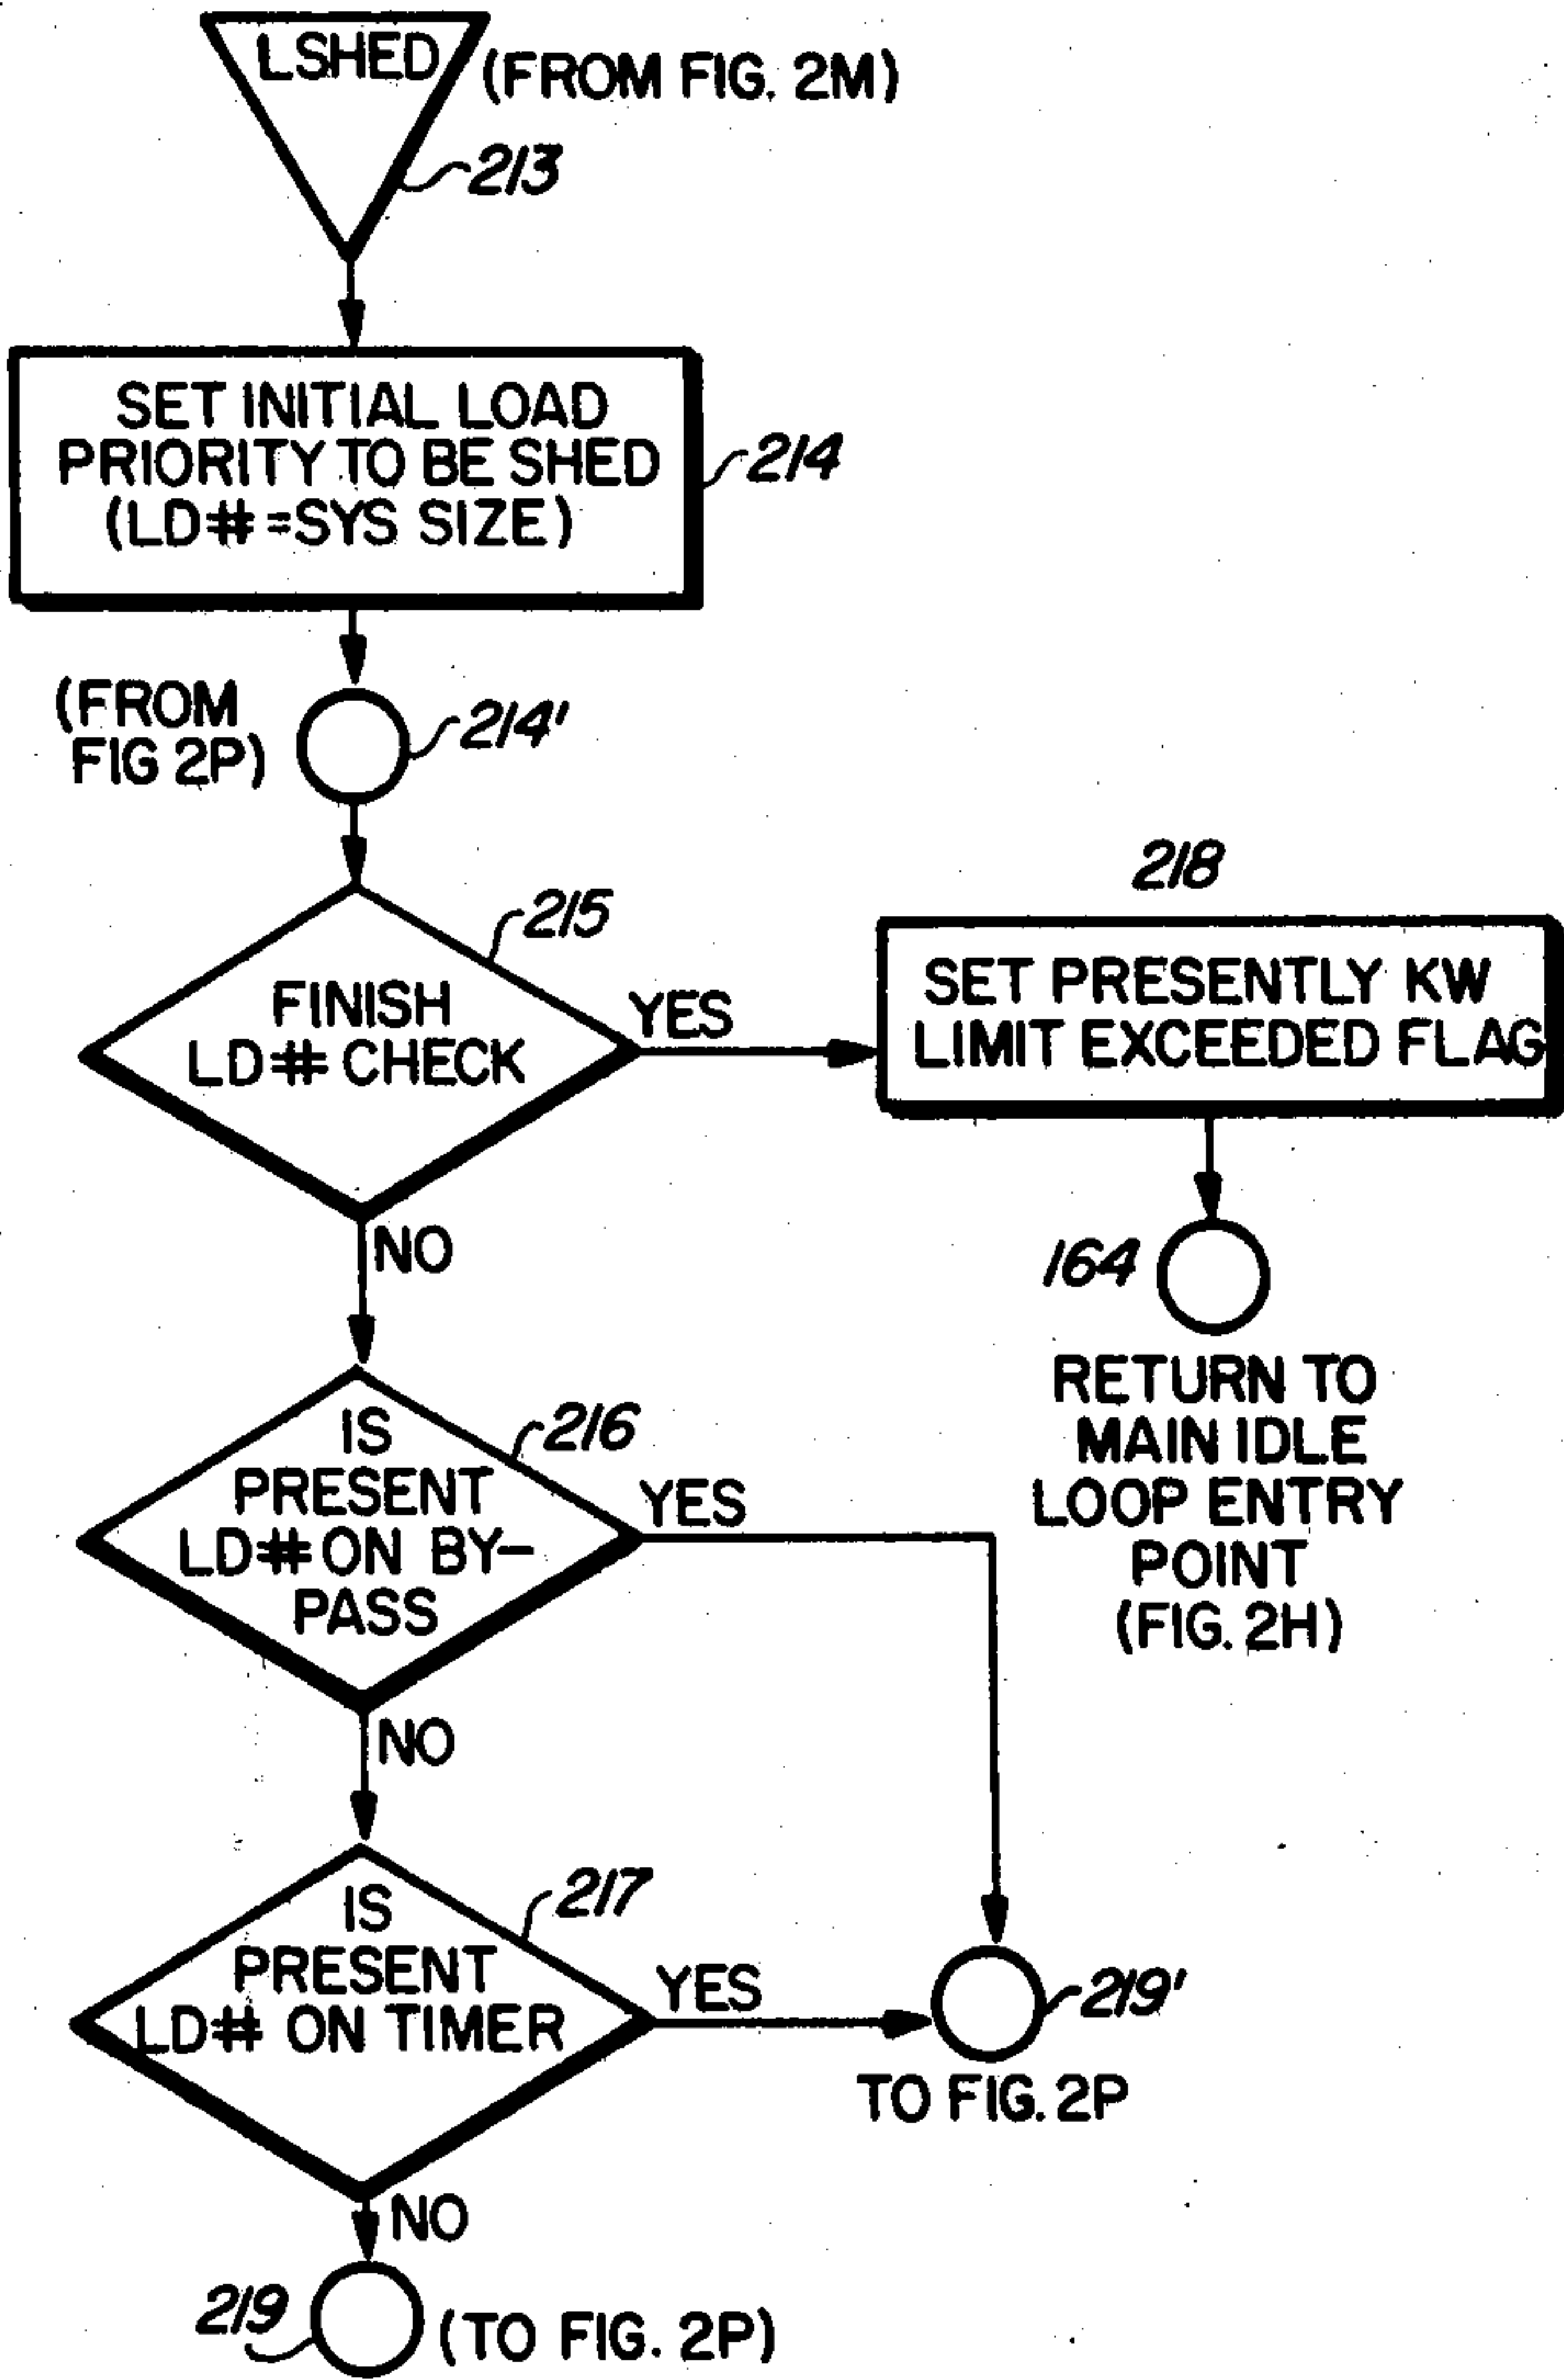 LSHED
(FROM FIG. 2M)
213
SET INITIAL LOAD
PRIORITY TO BE SHED
(LD#=SYS SIZE)
214
(FROM
FIG 2P)
214'
215
FINISH
LD# CHECK
YES
218
SET PRESENTLY KW
LIMIT EXCEEDED FLAG
NO
164
RETURN TO
MAIN IDLE
LOOP ENTRY
POINT
(FIG. 2H)
216
IS
PRESENT
LD# ON BY-
PASS
YES
NO
217
IS
PRESENT
LD# ON TIMER
YES
219'
TO FIG. 2P
NO
219
(TO FIG. 2P)